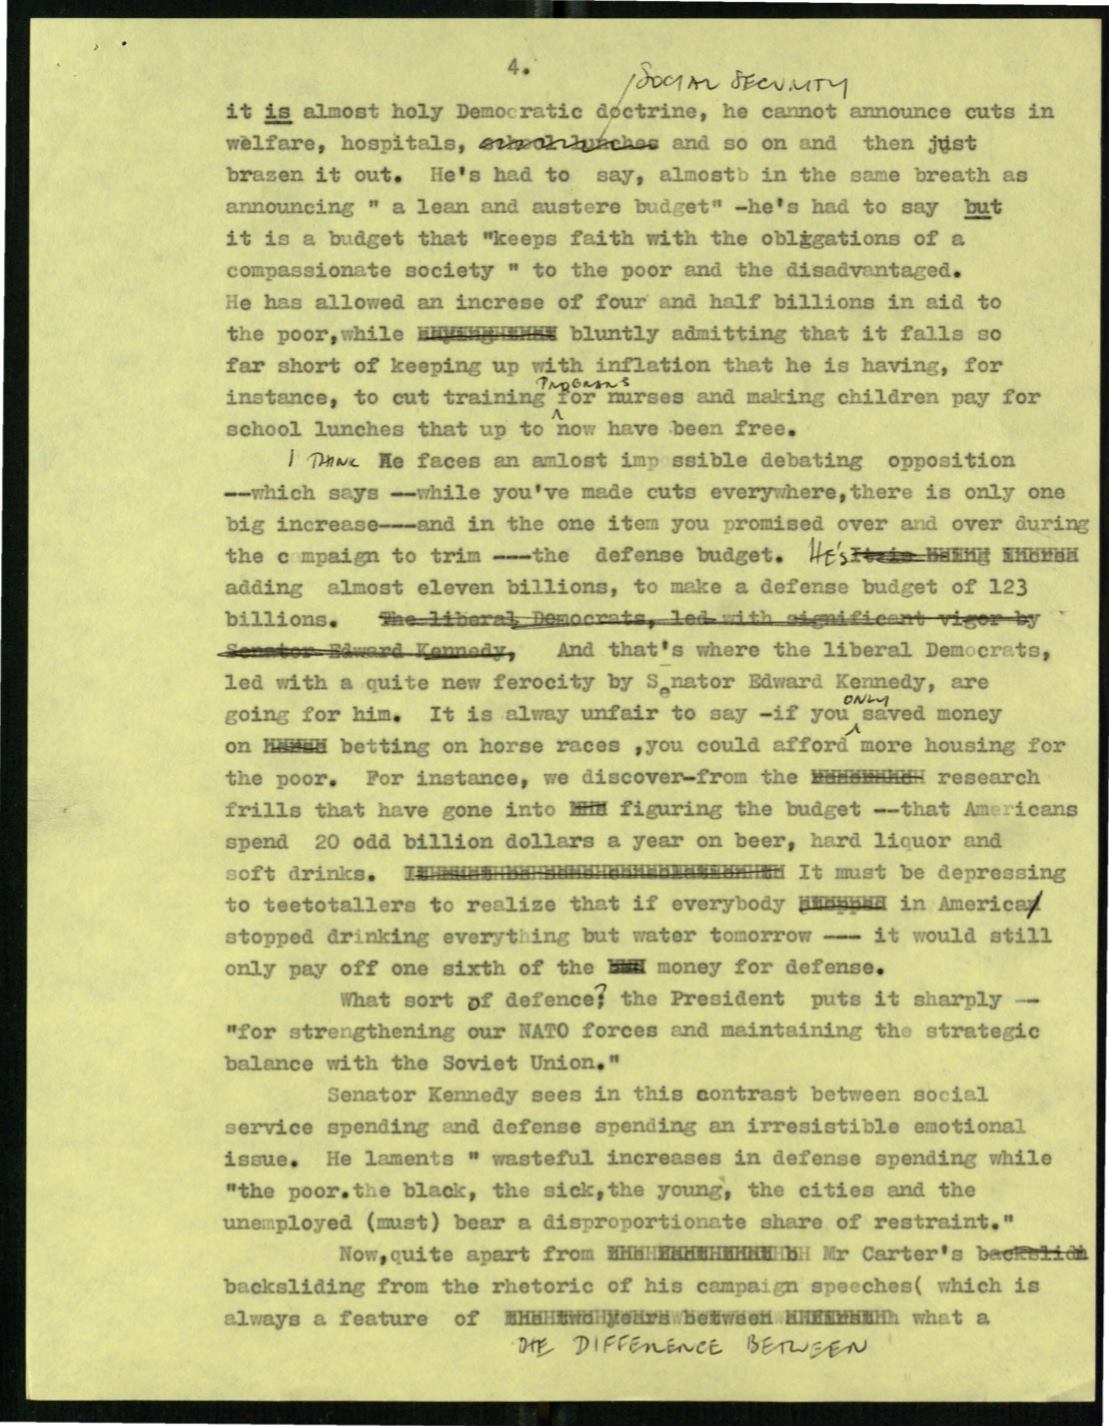 4.
SOCIAL SECURITY
it is almost holy Democratic doctrine, he cannot announce cuts in
welfare, hospitals, school lunches and so on and then just
brazen it out. He's had to say, almostb in the same breath as
announcing " a lean and austere budget" -he's had to say but
it is a budget that "keeps faith with the obligations of a
compassionate society " to the poor and the disadvantaged.
He has allowed an increse of four and half billions in aid to
the poor,while bluntly admitting that it falls so
far short of keeping up with inflation that he is having, for
PROGRAMS
instance, to cut training for nurses and making children pay for
school lunches that up to now have been free.
I THINK He faces an amlost imp ssible debating opposition
--which says --while you've made cuts everywhere,there is only one
big increase---and in the one item you promised over and over during
the c mpaign to trim ---the defense budget. HE'S It is being increa
adding almost eleven billions, to make a defense budget of 123
billions. The liberal Democrats, led with significant vigor by
Senator Edward Kennedy, And that's where the liberal Democrats,
led with a quite new ferocity by Senator Edward Kennedy, are
ONLY
going for him. It is alway unfair to say -if you saved money
on betting on horse races ,you could afford more housing for
the poor. For instance, we discover-from the research
frills that have gone into figuring the budget --that Americans
spend 20 odd billion dollars a year on beer, hard liquor and
soft drinks. It must be depressing
to teetotallers to realize that if everybody in America
stopped drinking everything but water tomorrow --- it would still
only pay off one sixth of the money for defense.
What sort of defence? the President puts it sharply --
"for strengthening our NATO forces and maintaining the strategic
balance with the Soviet Union."
Senator Kennedy sees in this contrast between social
service spending and defense spending an irresistible emotional
issue. He laments " wasteful increases in defense spending while
"the poor.the black, the sick,the young, the cities and the
unemployed (must) bear a disproportionate share of restraint."
Now,quite apart from Mr Carter's backslidi
backsliding from the rhetoric of his campaign speeches( which is
always a feature of two years between what a
THE DIFFERENCE BETWEEN